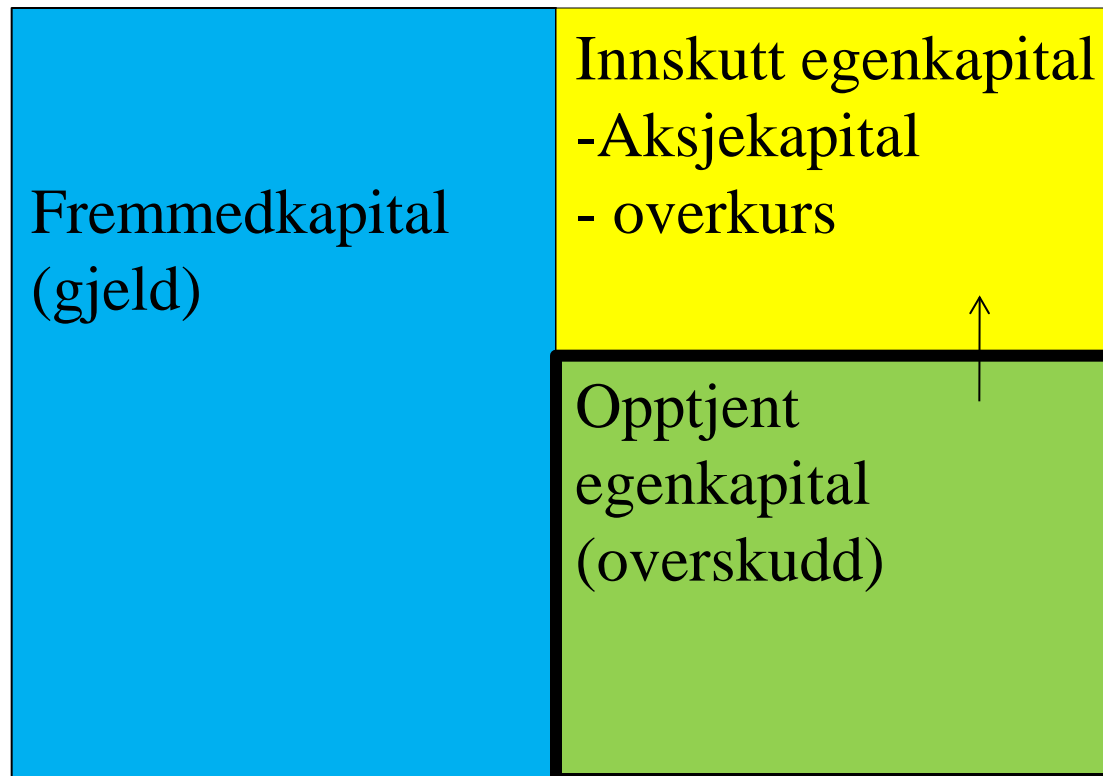 Fremmedkapital
(gjeld)
Innskutt egenkapital
-Aksjekapital
- overkurs
Opptjent
egenkapital
(overskudd)